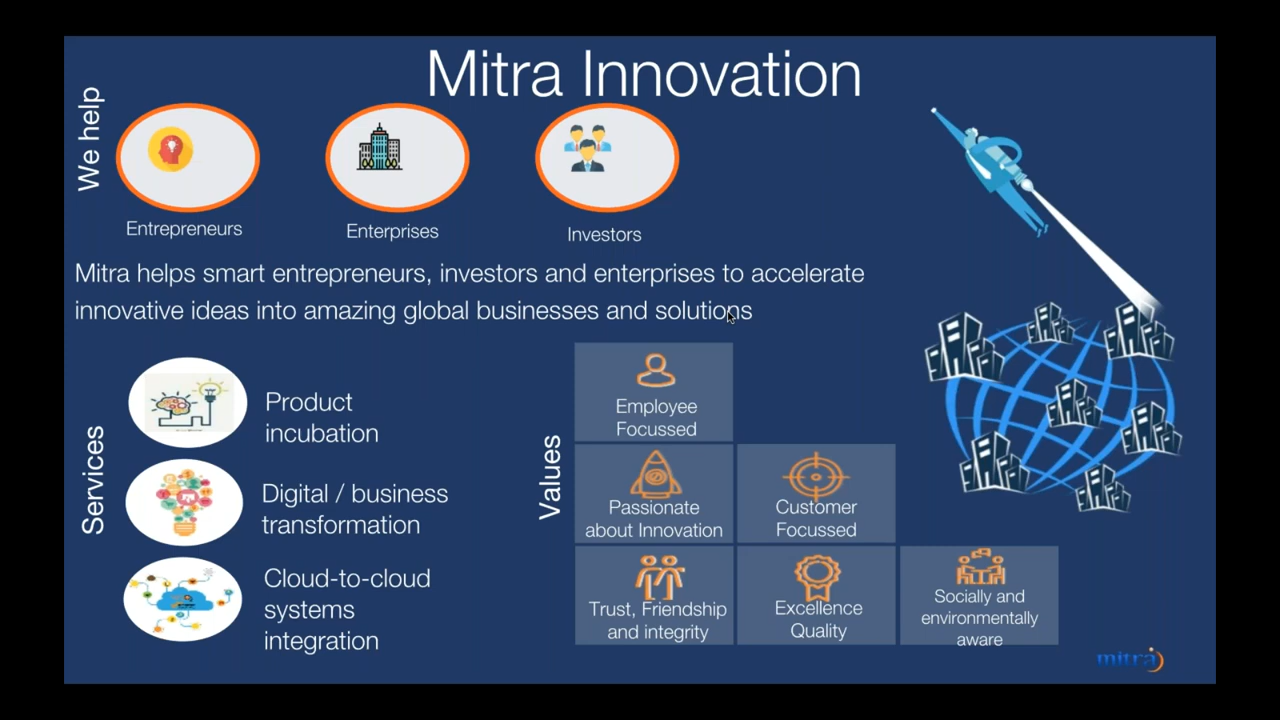 Mitra Innovation
We help
Entrepreneurs
Enterprises
Investors
Mitra helps smart entrepreneurs, investors and enterprises to accelerate
innovative ideas into amazing global businesses and solutions
Services
Product
incubation
Digital / business
transformation
Cloud-to-cloud
systems
integration
Values
Employee
Focussed
Passionate
about Innovation
Customer
Focussed
Trust, Friendship
and integrity
Excellence
Quality
Socially and
environmentally
aware
mitra